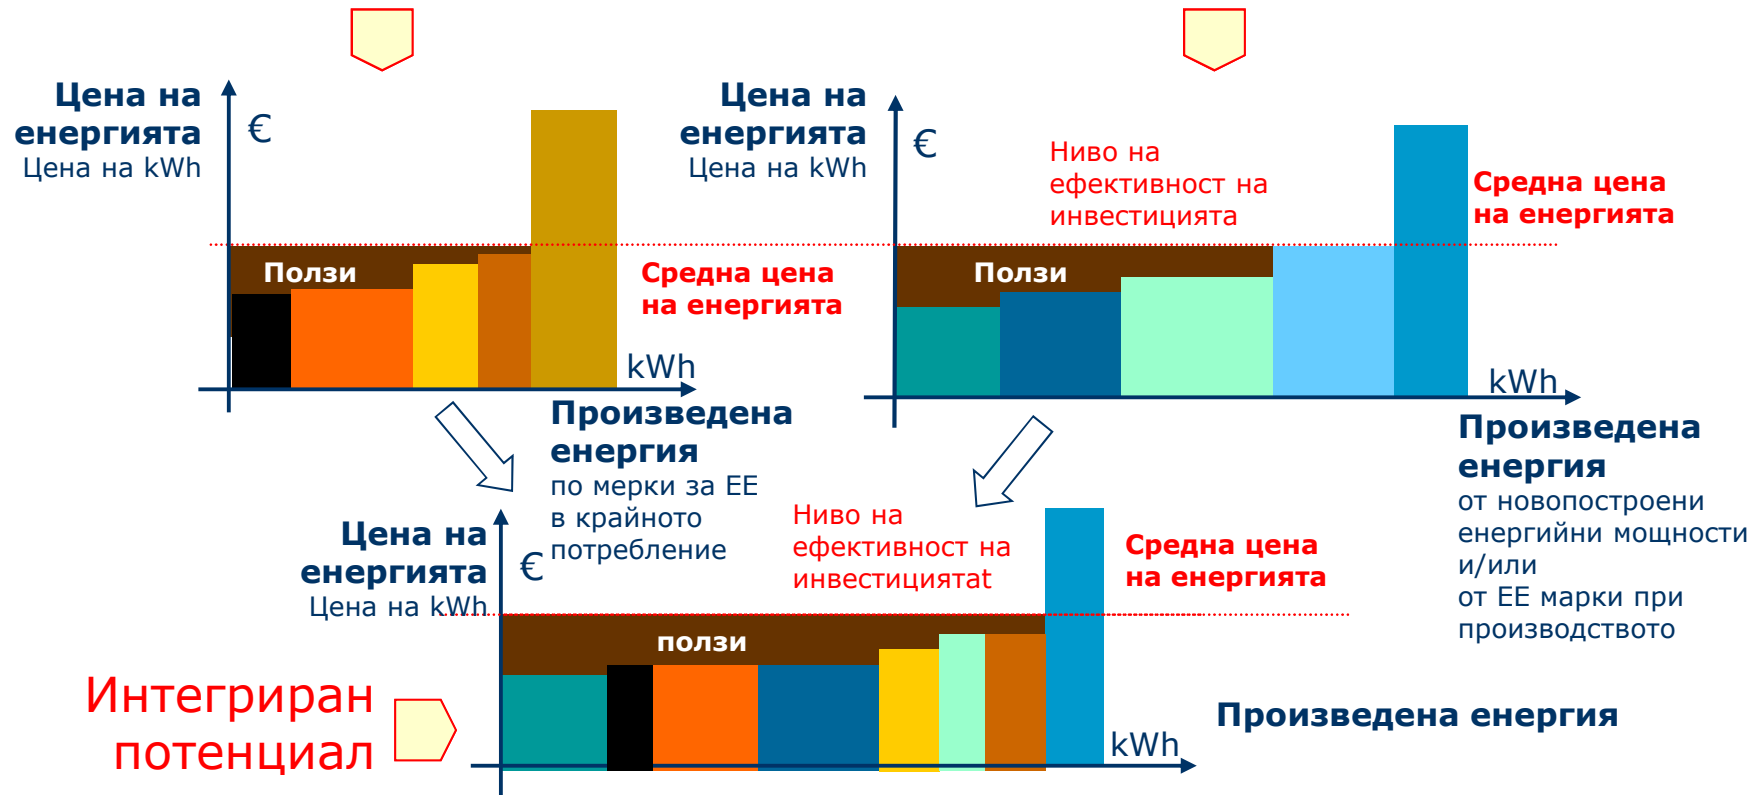 Цена на
енергията
Цена на kWh
€
Ползи
Средна цена
на енергията
kWh
Произведена
енергия
по мерки за ЕЕ
в крайното
потребление
Цена на
енергията
Цена на kWh
€
Ниво на
ефективност на
инвестицията
Средна цена
на енергията
Ползи
kWh
Произведена
енергия
от новопостроени
енергийни мощности
и/или
от ЕЕ марки при
производството
Цена на
енергията
Цена на kWh
€
Ниво на
ефективност на
инвестициятаt
Средна цена
на енергията
ползи
Интегриран
потенциал
kWh
Произведена енергия